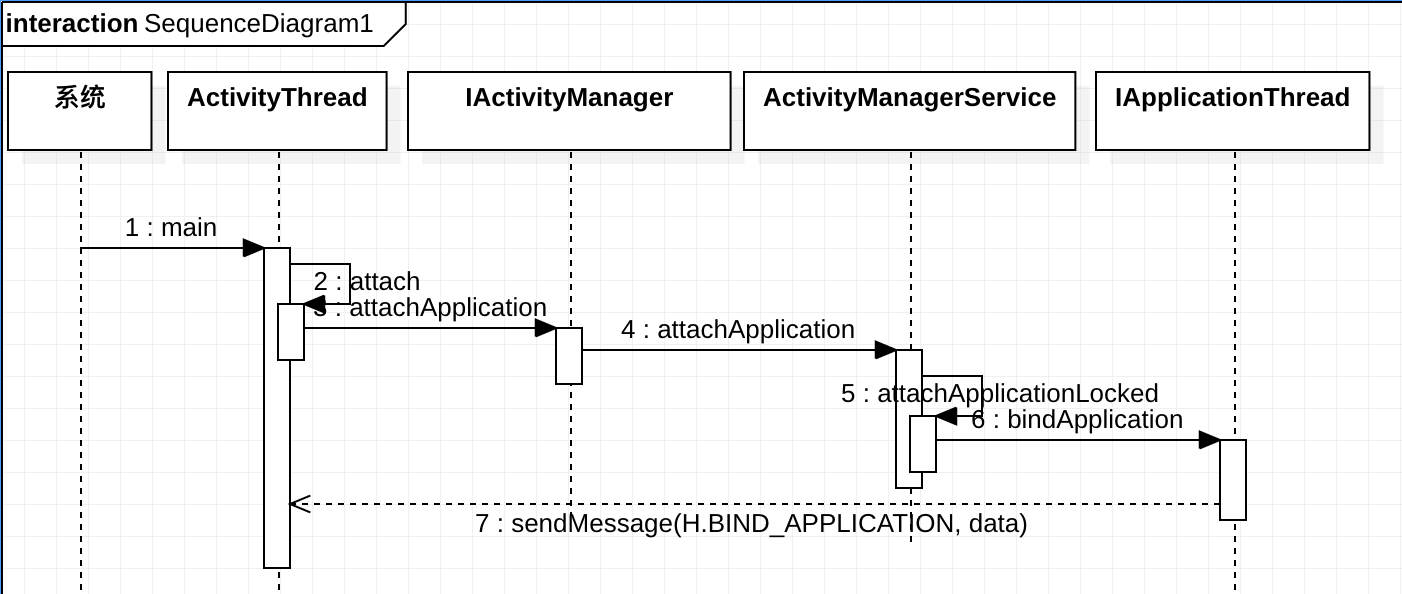 interaction SequenceDiagram1
系统
ActivityThread
IActivityManager
ActivityManagerService
IApplicationThread
1 : main
2 : attach
3 : attachApplication
4 : attachApplication
5 : attachApplicationLocked
6 : bindApplication
7 : sendMessage(H.BIND_APPLICATION, data)